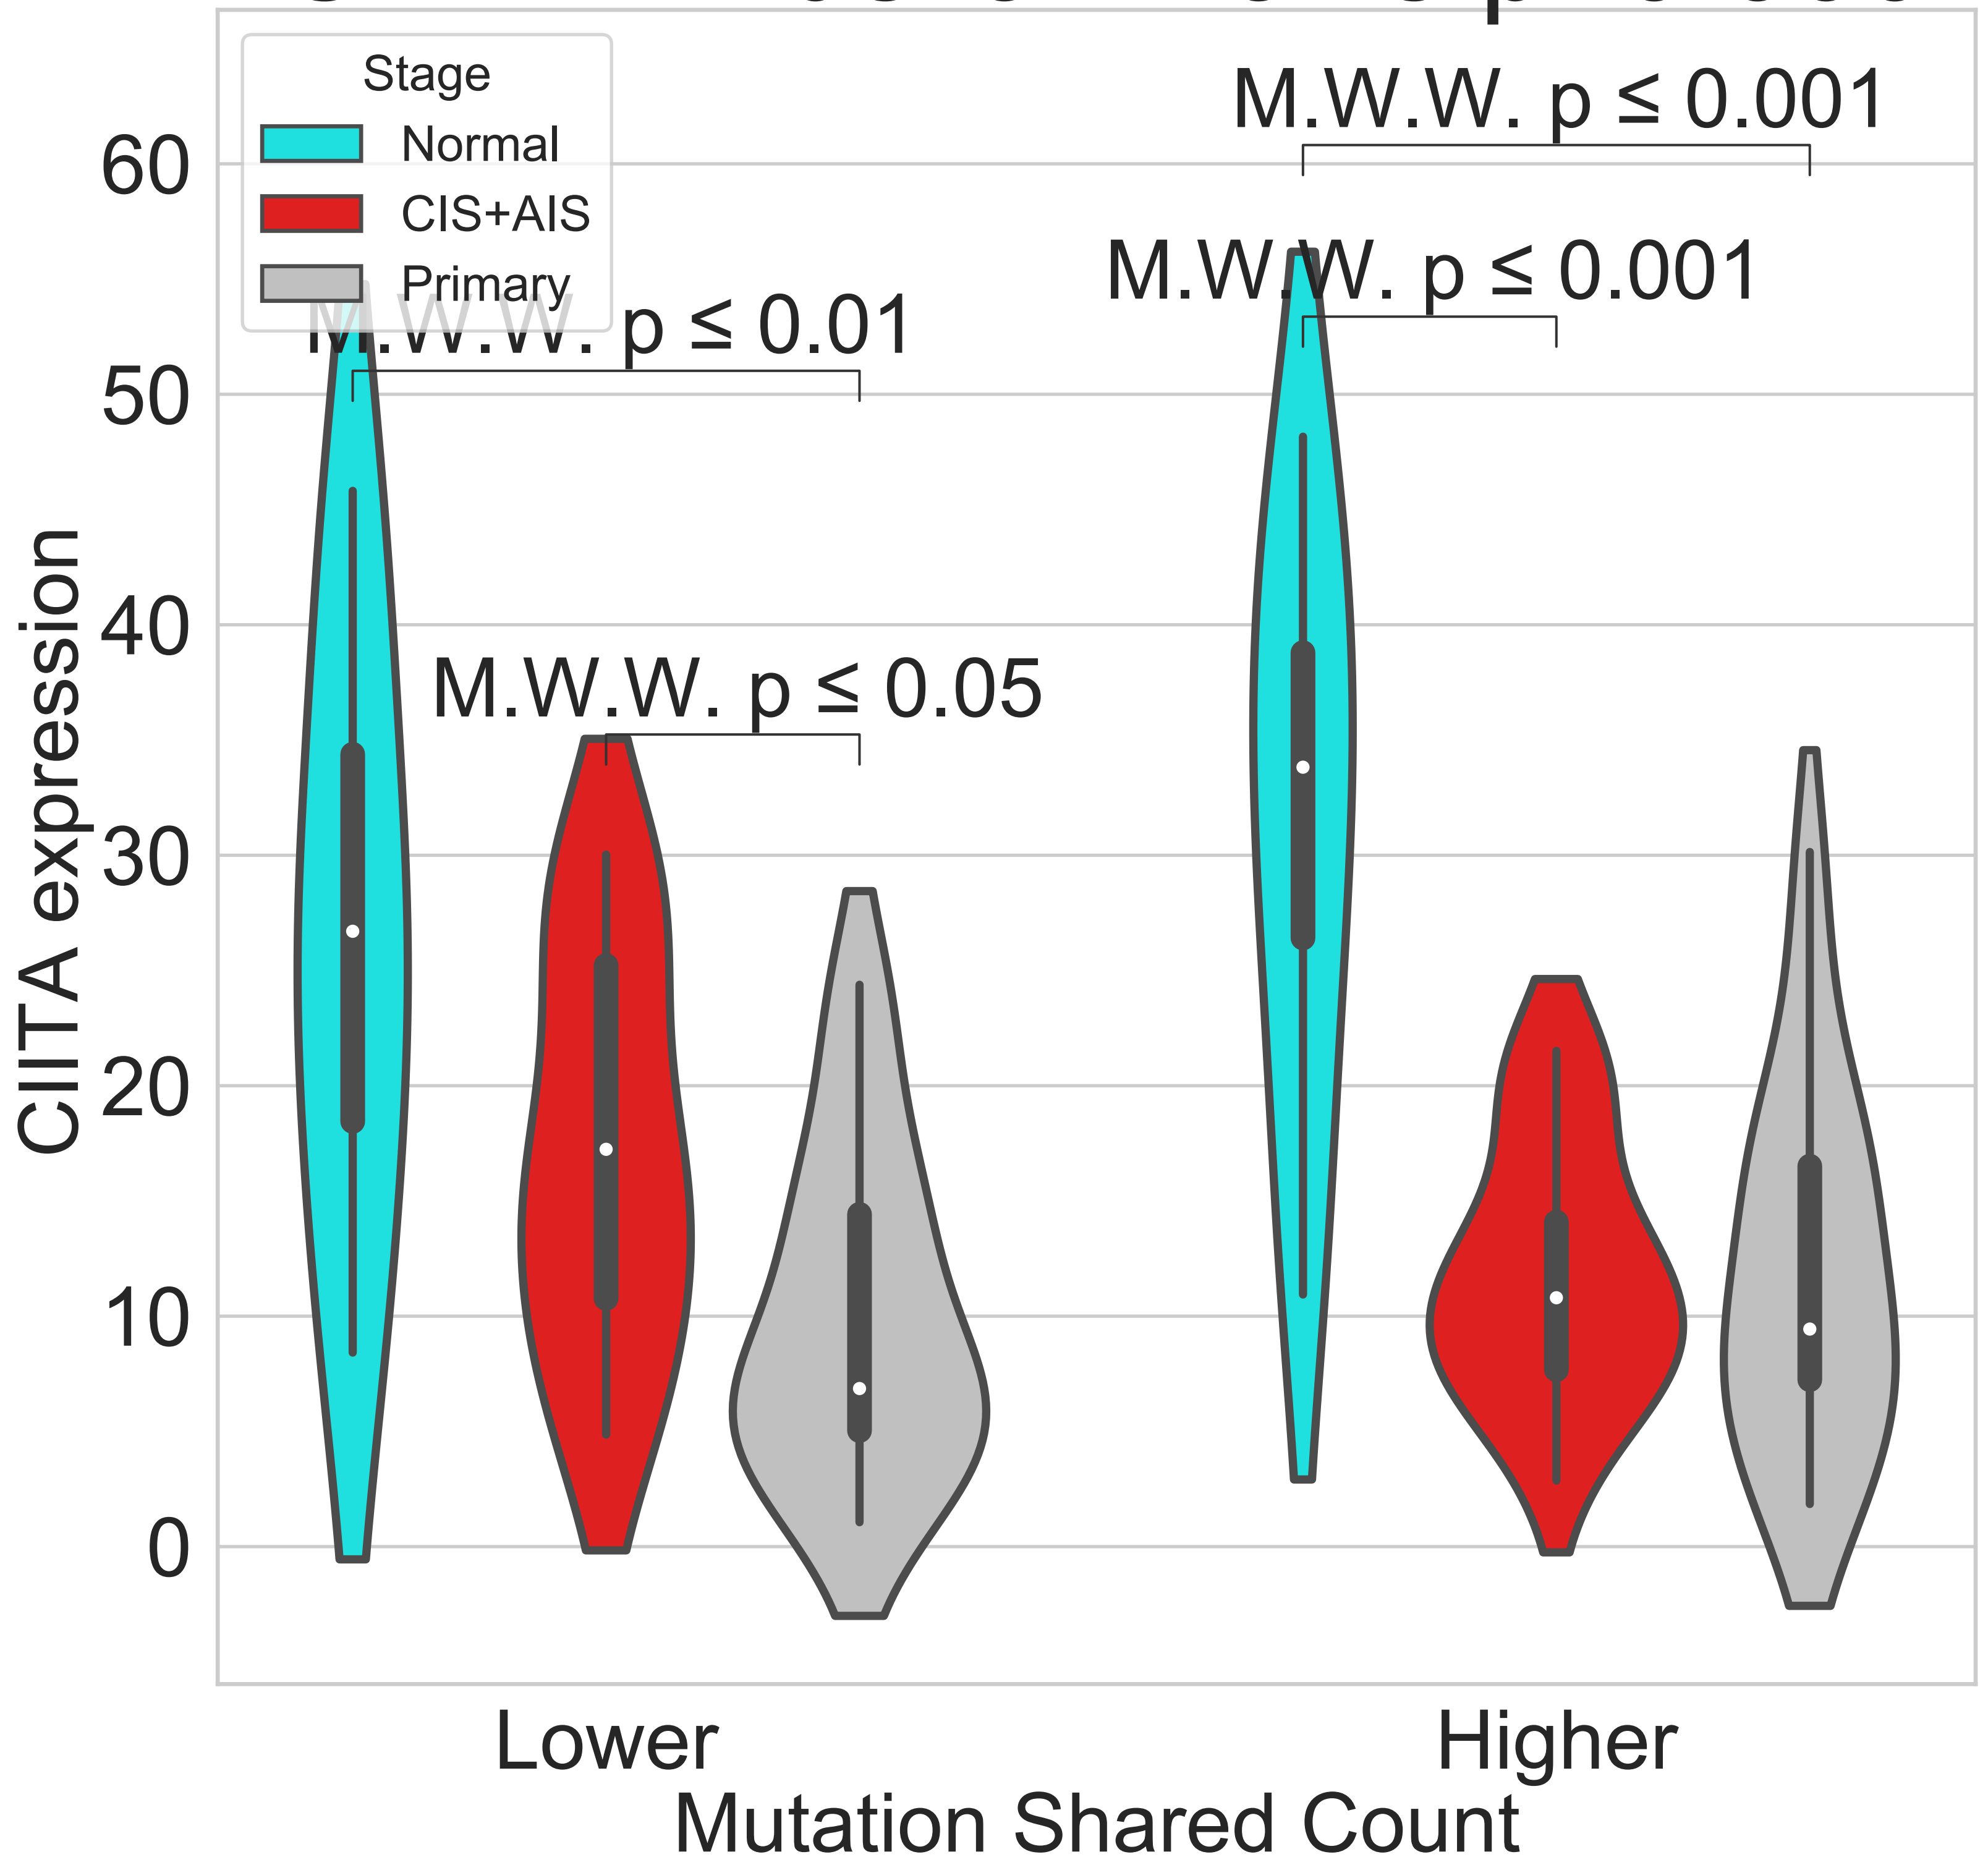 Stage
Normal
CIS+AIS
Primary
M.W.W. p ≤ 0.001
M.W.W. p ≤ 0.001
M.W.W. p ≤ 0.01
M.W.W. p ≤ 0.05
60
50
40
30
20
10
0
CIITA expression
Lower
Higher
Mutation Shared Count